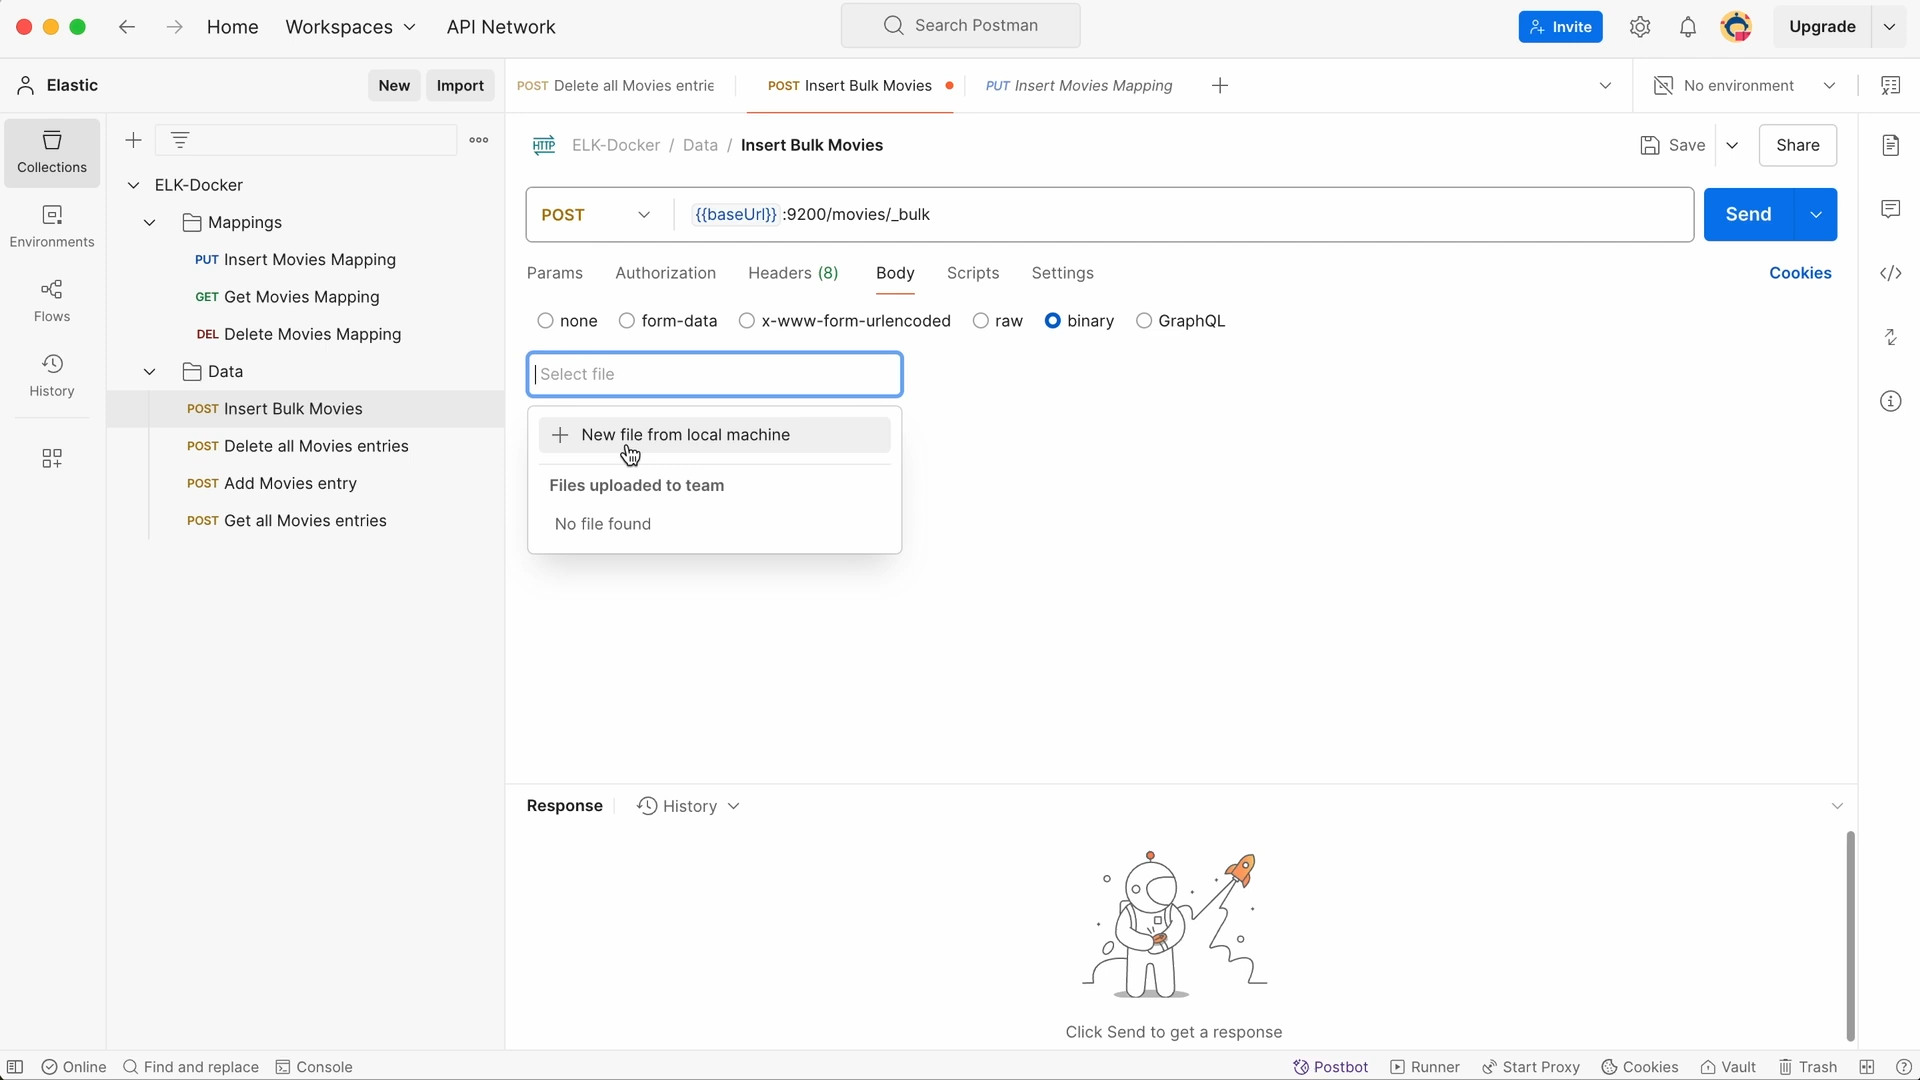 Home
Workspaces
API Network
Search Postman
Invite
Upgrade
Elastic
New
Import
POST Delete all Movies entrie
POST Insert Bulk Movies
PUT Insert Movies Mapping
No environment
Collections
Environments
Flows
History
ELK-Docker
Mappings
PUT Insert Movies Mapping
GET Get Movies Mapping
DEL Delete Movies Mapping
Data
POST Insert Bulk Movies
POST Delete all Movies entries
POST Add Movies entry
POST Get all Movies entries
HTTP ELK-Docker / Data / Insert Bulk Movies
Save
Share
POST
{{baseUrl}} :9200/movies/_bulk
Send
Params
Authorization
Headers (8)
Body
Scripts
Settings
Cookies
none
form-data
x-www-form-urlencoded
raw
binary
GraphQL
Select file
New file from local machine
Files uploaded to team
No file found
Response
History
Click Send to get a response
Online
Find and replace
Console
Postbot
Runner
Start Proxy
Cookies
Vault
Trash